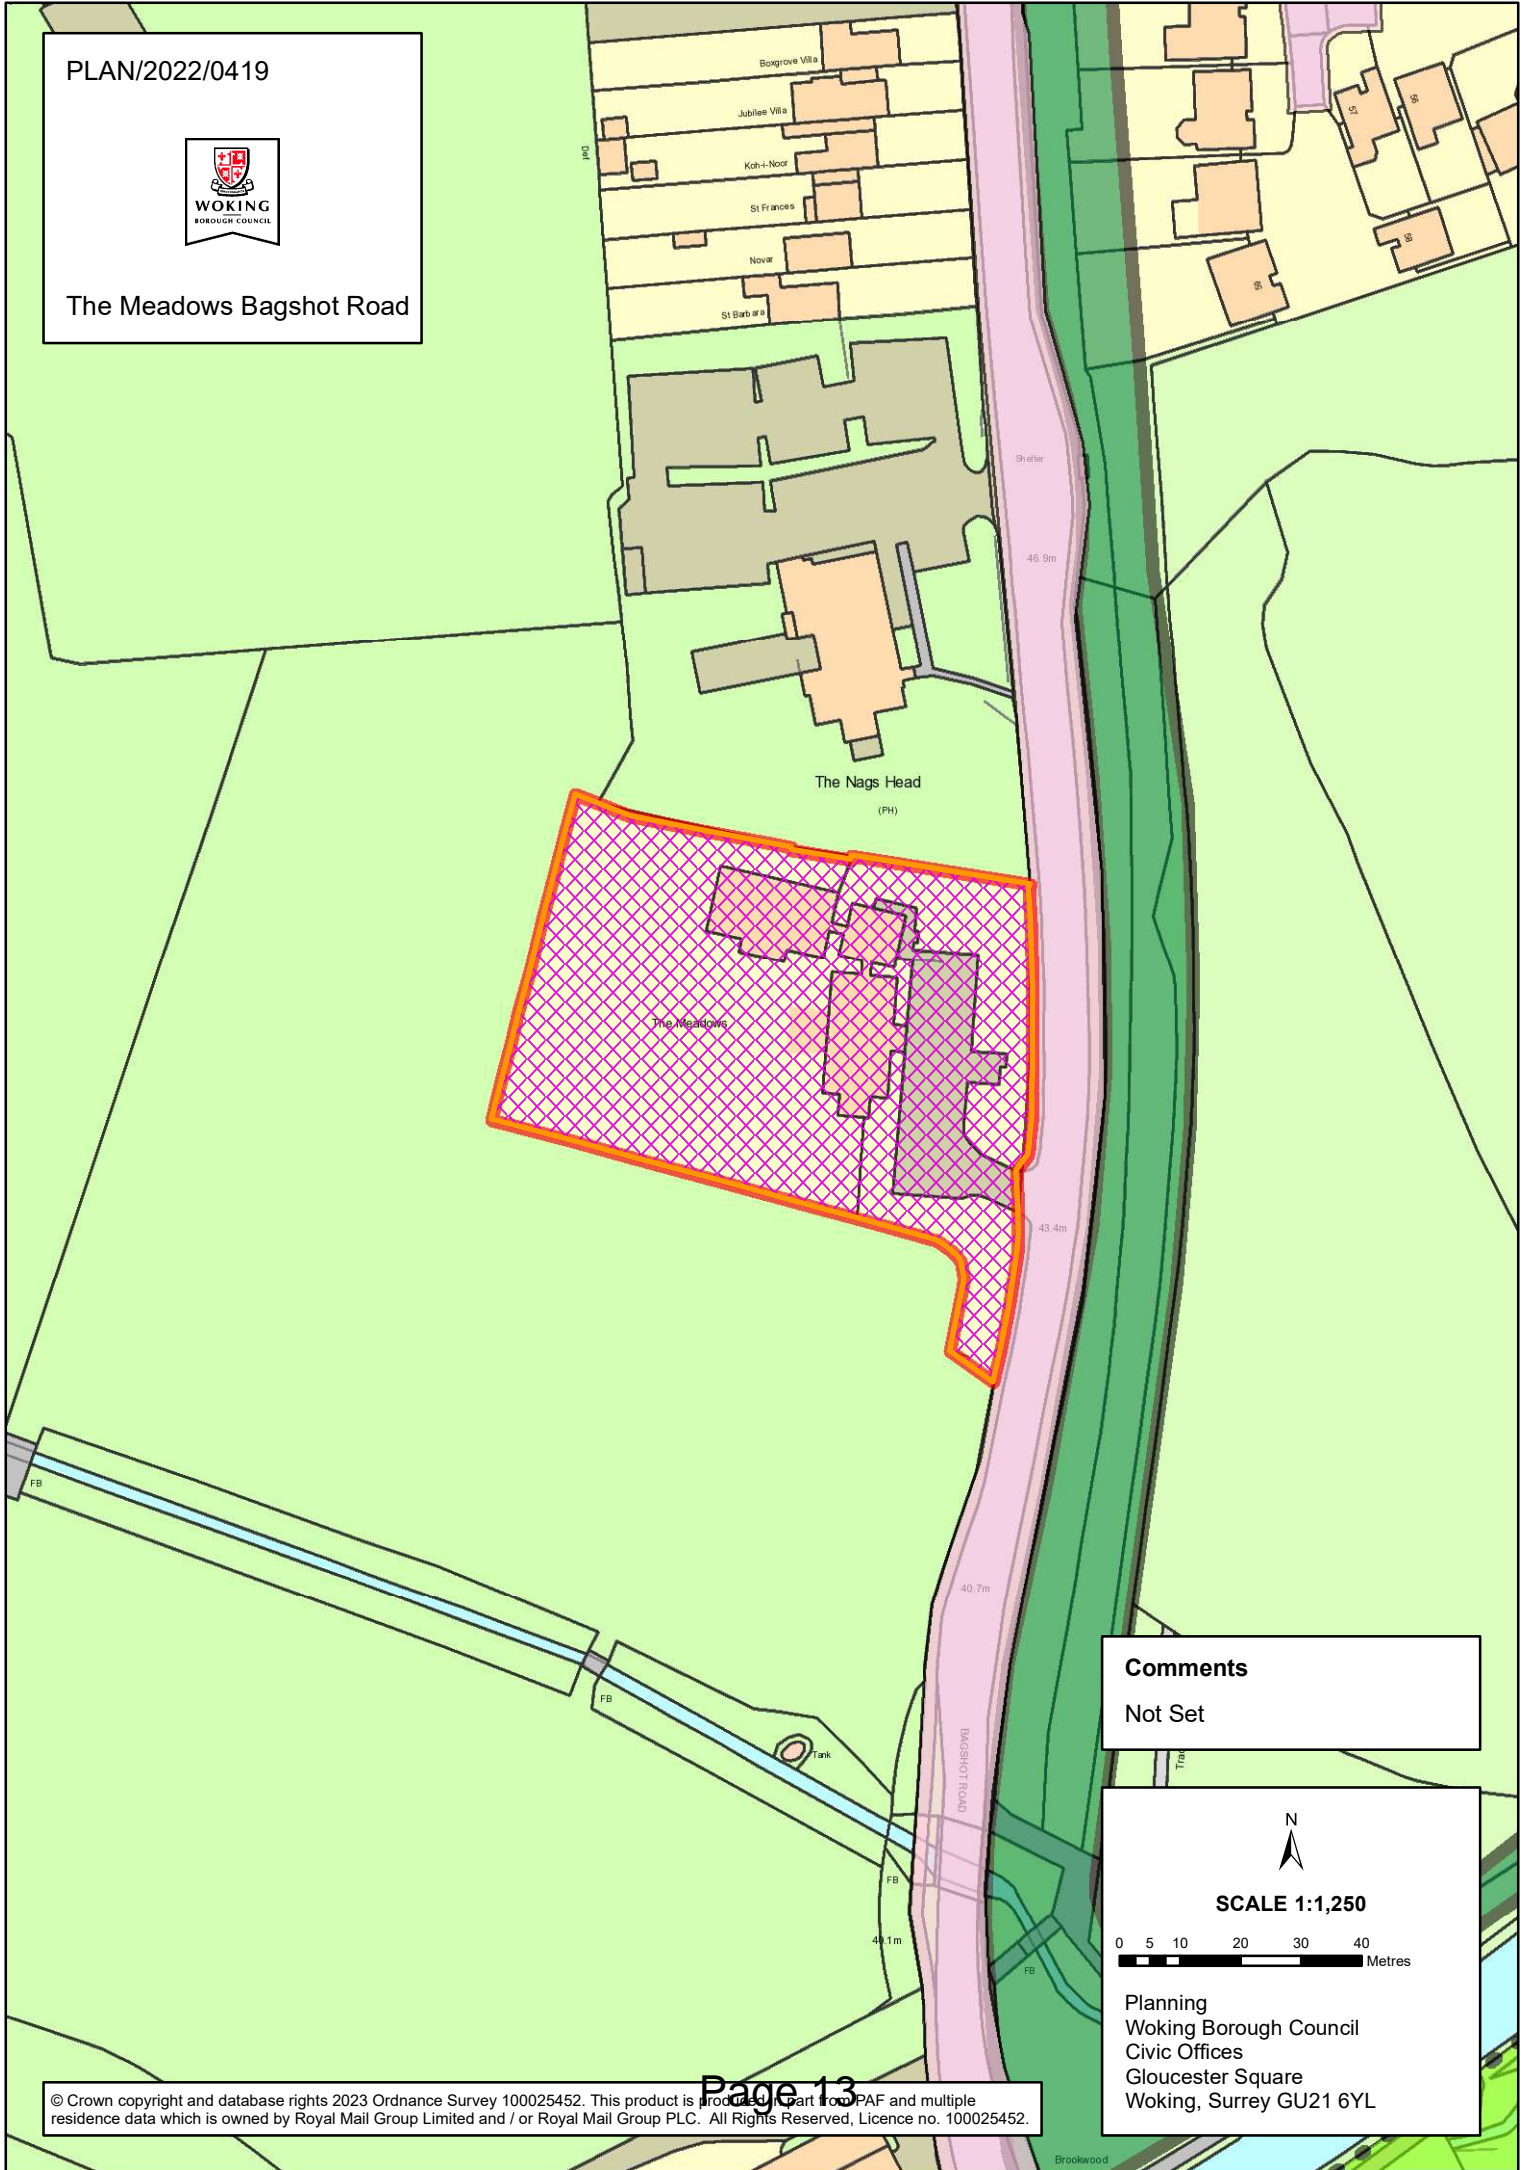 PLAN/2022/0419
WOKING
BOROUGH COUNCIL
The Meadows Bagshot Road
Boxgrove Villa
Jubilee Villa
Koh-i-Noor
St Frances
Novar
St Barbara
Def
57
56
58
65
Shelter
46.9m
The Nags Head
(PH)
The Meadows
43.4m
FB
40.7m
FB
Tank
BAGSHOT ROAD
FB
FB
Brookwood
Comments
Not Set
N
SCALE 1:1,250
0 5 10 20 30 40
Metres
Planning
Woking Borough Council
Civic Offices
Gloucester Square
Woking, Surrey GU21 6YL
Page 13
© Crown copyright and database rights 2023 Ordnance Survey 100025452. This product is produced in part from PAF and multiple
residence data which is owned by Royal Mail Group Limited and / or Royal Mail Group PLC. All Rights Reserved, Licence no. 100025452.